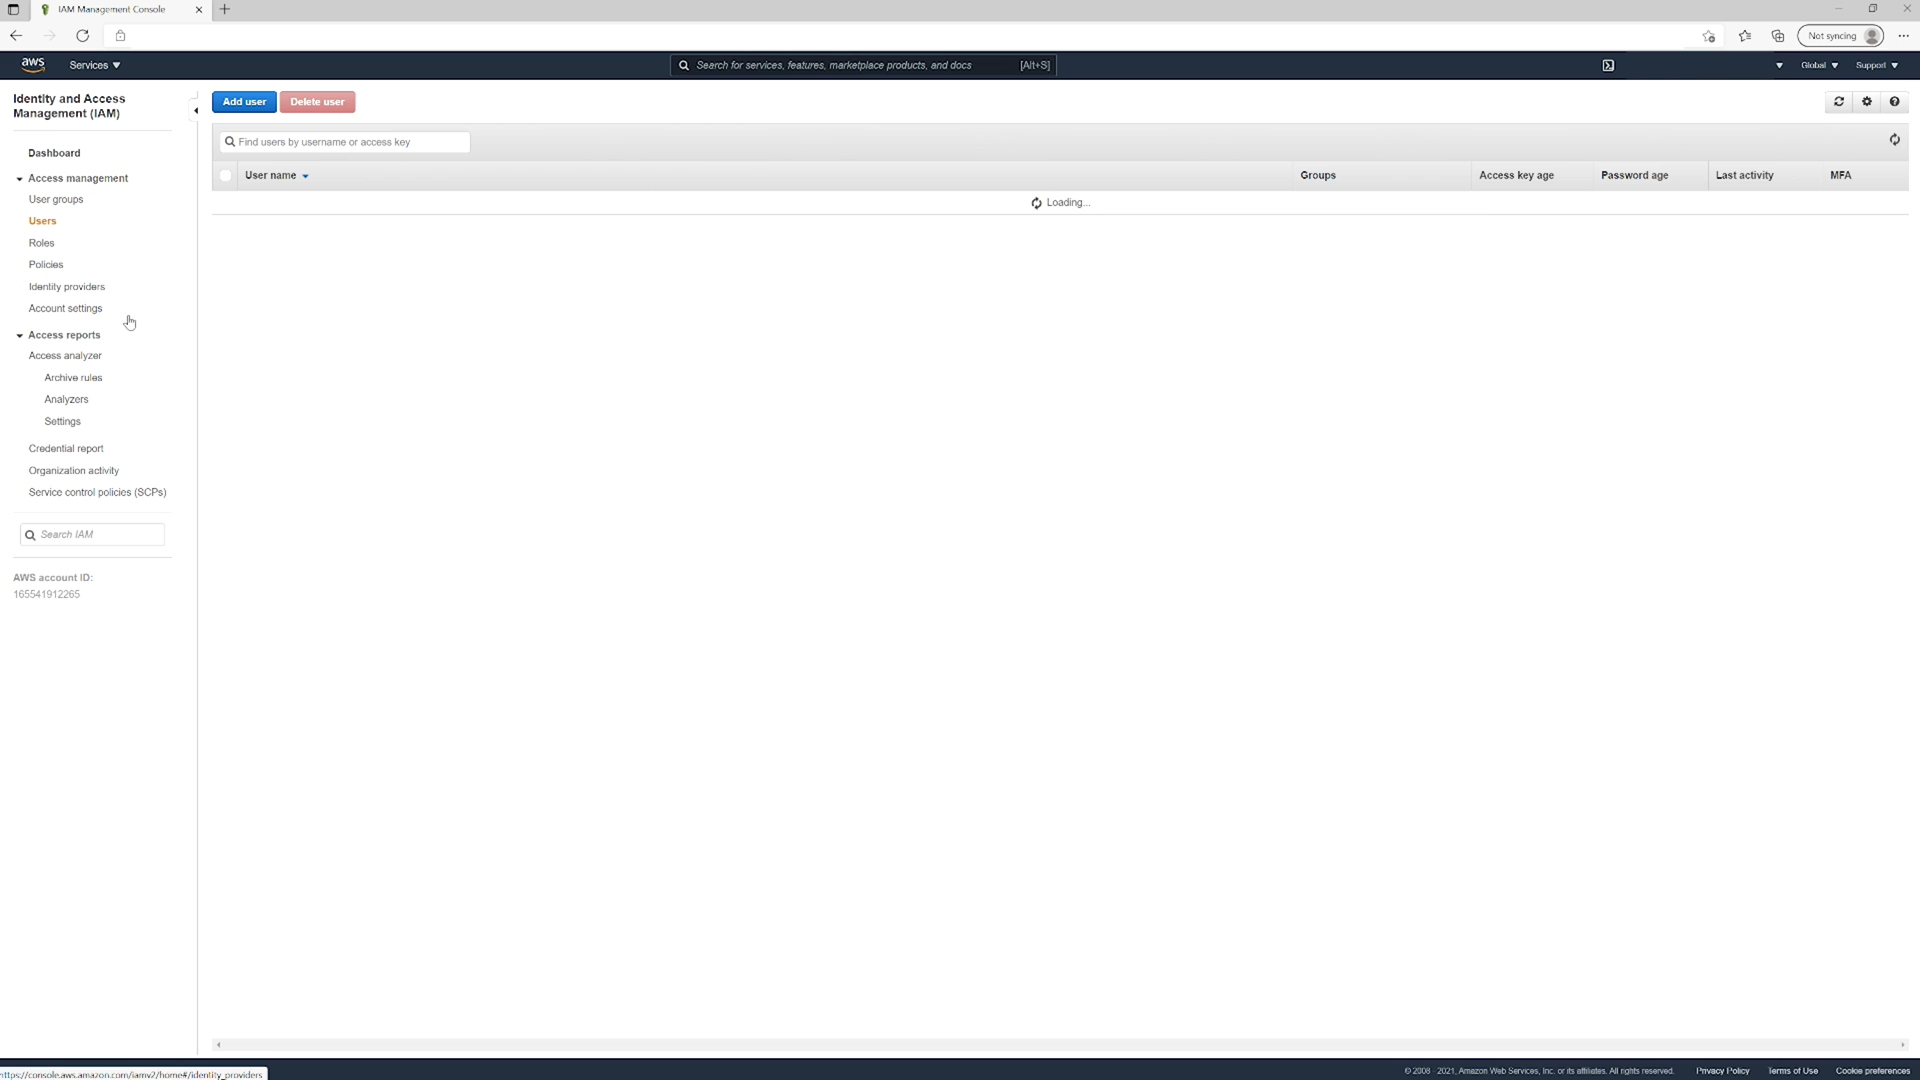 IAM Management Console
Not syncing
aws
Services
Search for services, features, marketplace products, and docs
[Alt+S]
Global
Support
Identity and Access
Management (IAM)
Add user
Delete user
Find users by username or access key
Dashboard
Access management
User name
Groups
Access key age
Password age
Last activity
MFA
User groups
Loading...
Users
Roles
Policies
Identity providers
Account settings
Access reports
Access analyzer
Archive rules
Analyzers
Settings
Credential report
Organization activity
Service control policies (SCPs)
Search IAM
AWS account ID:
165541912265
https://console.aws.amazon.com/iamv2/home#/identity_providers
© 2008 - 2021, Amazon Web Services, Inc. or its affiliates. All rights reserved.
Privacy Policy
Terms of Use
Cookie preferences